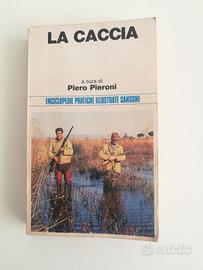 LA CACCIA
a cura di
Piero Pieroni
ENCICLOPEDIE PRATICHE ILLUSTRATE SANSONI
subito